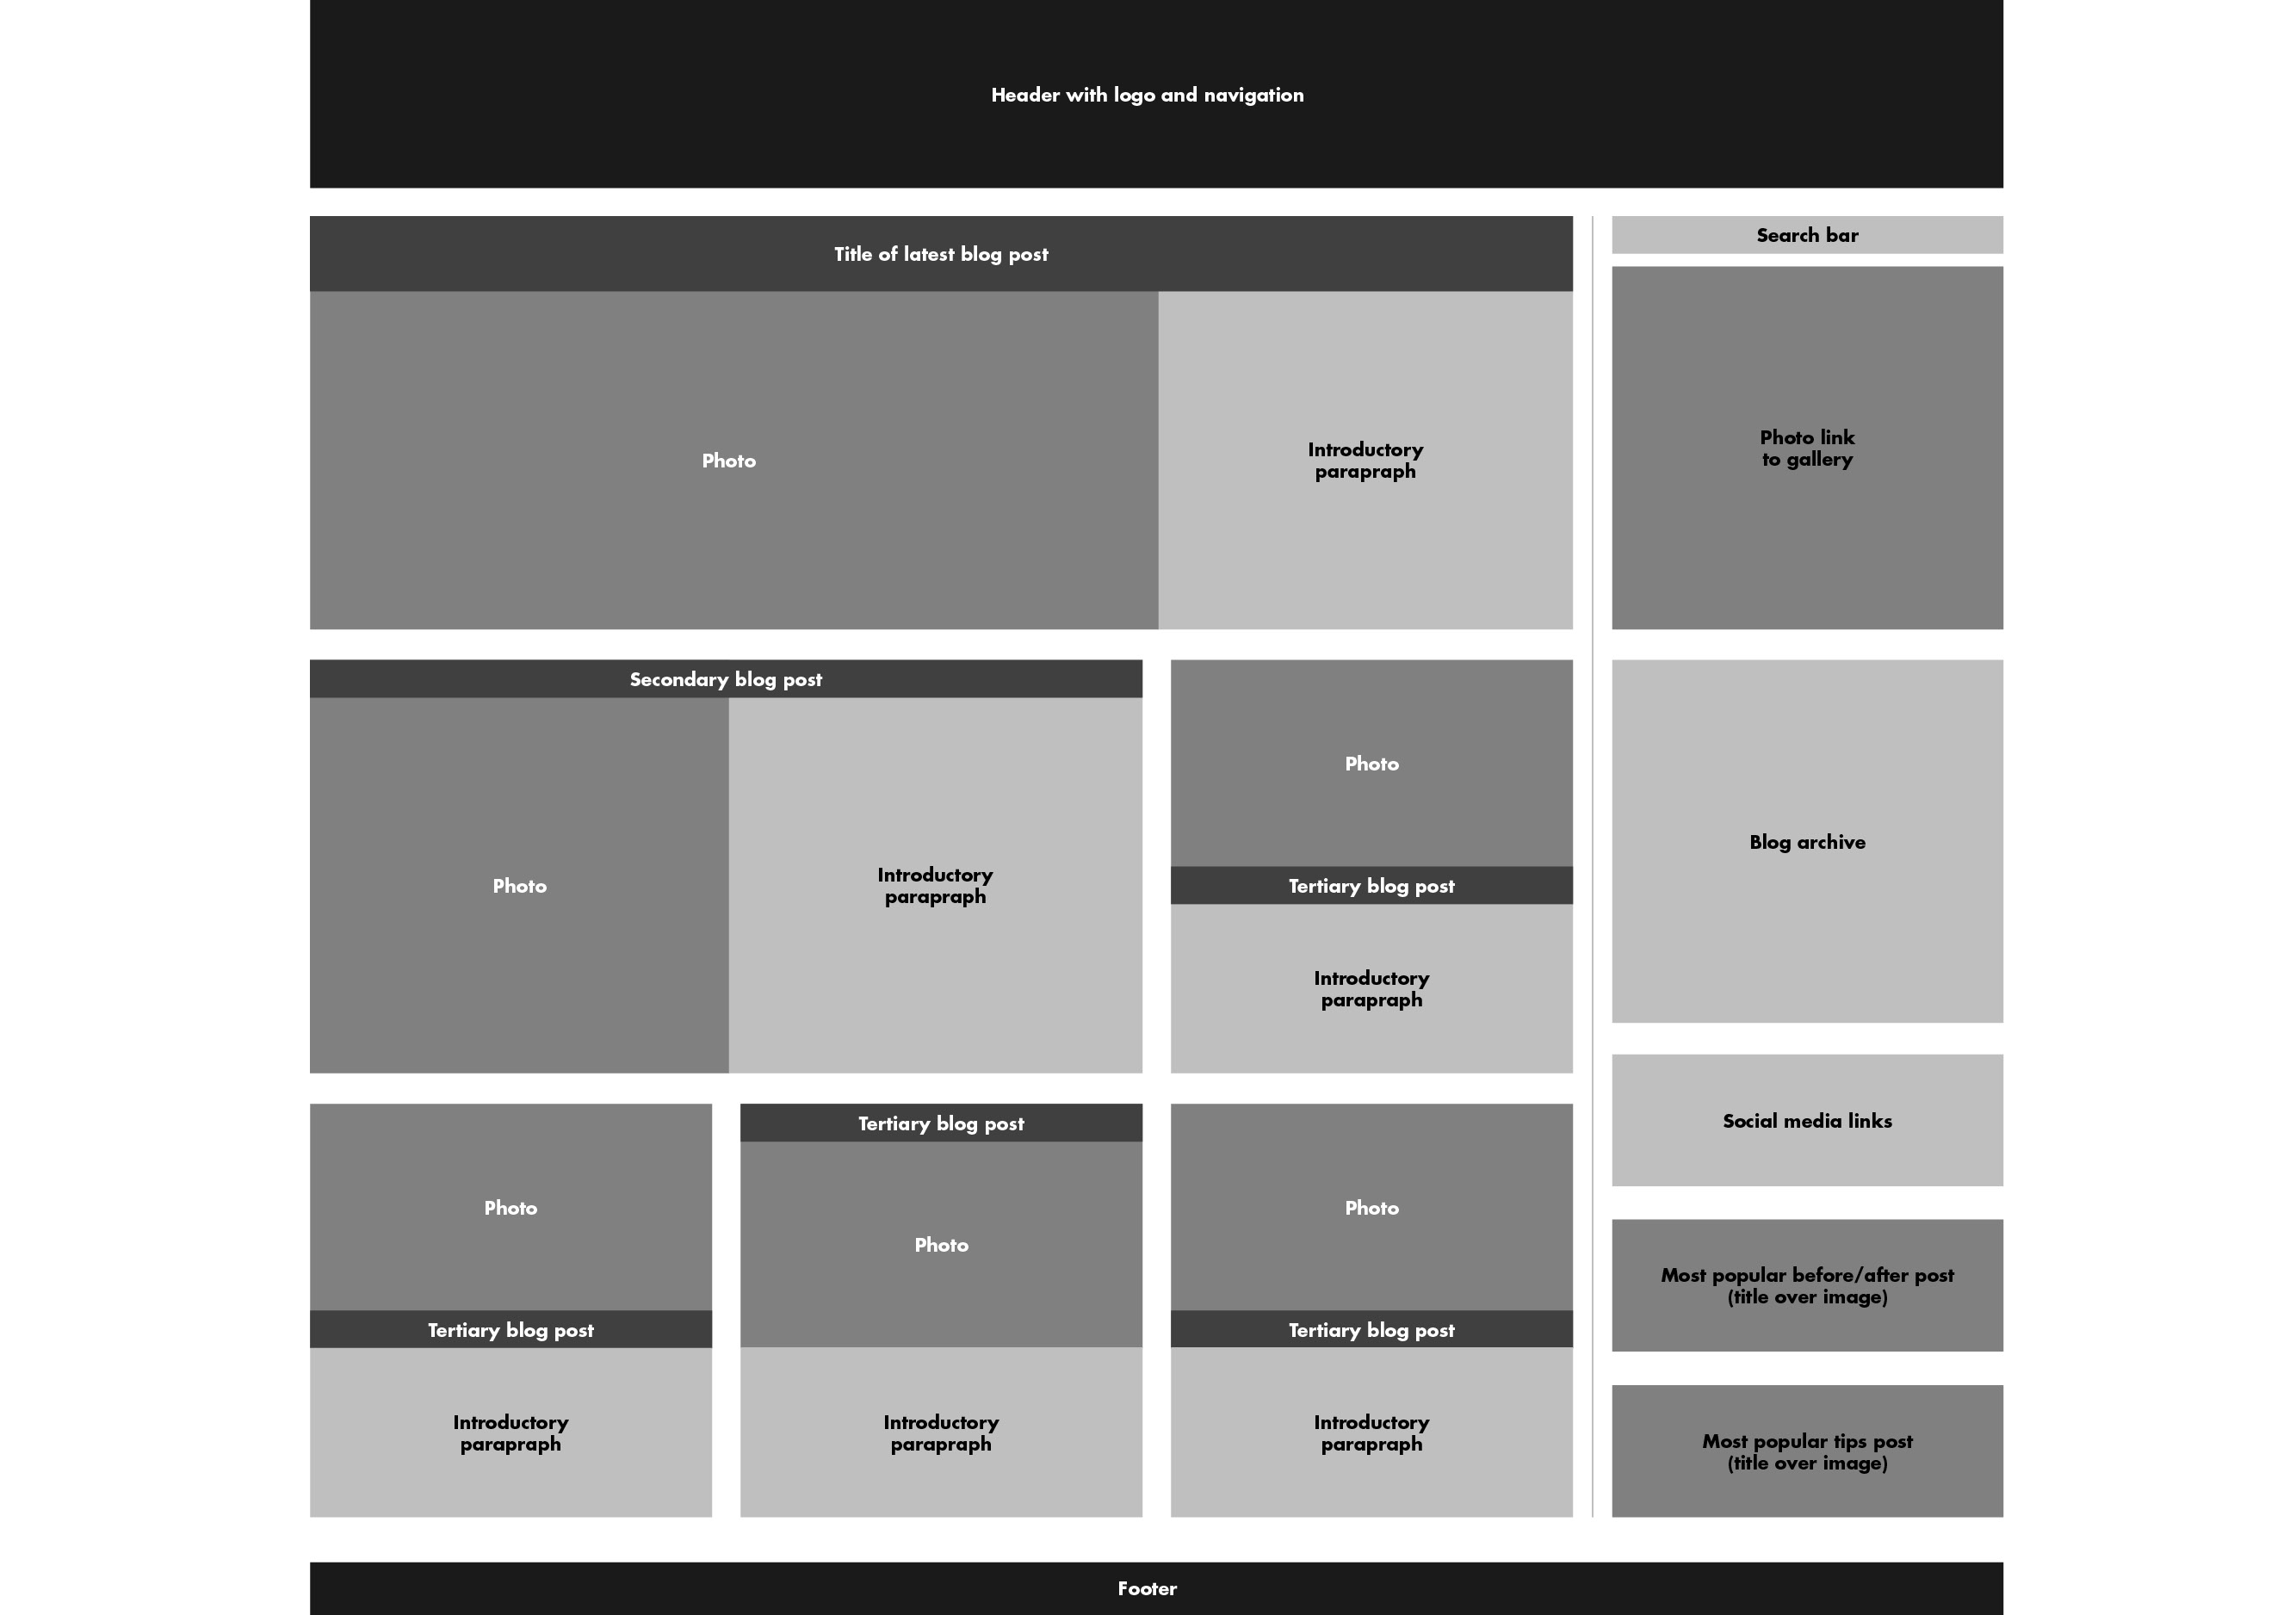 Header with logo and navigation
Title of latest blog post
Photo
Introductory
parapraph
Search bar
Photo link
to gallery
Secondary blog post
Photo
Introductory
parapraph
Photo
Tertiary blog post
Introductory
parapraph
Blog archive
Photo
Tertiary blog post
Introductory
parapraph
Tertiary blog post
Photo
Introductory
parapraph
Photo
Tertiary blog post
Introductory
parapraph
Social media links
Most popular before/after post
(title over image)
Most popular tips post
(title over image)
Footer